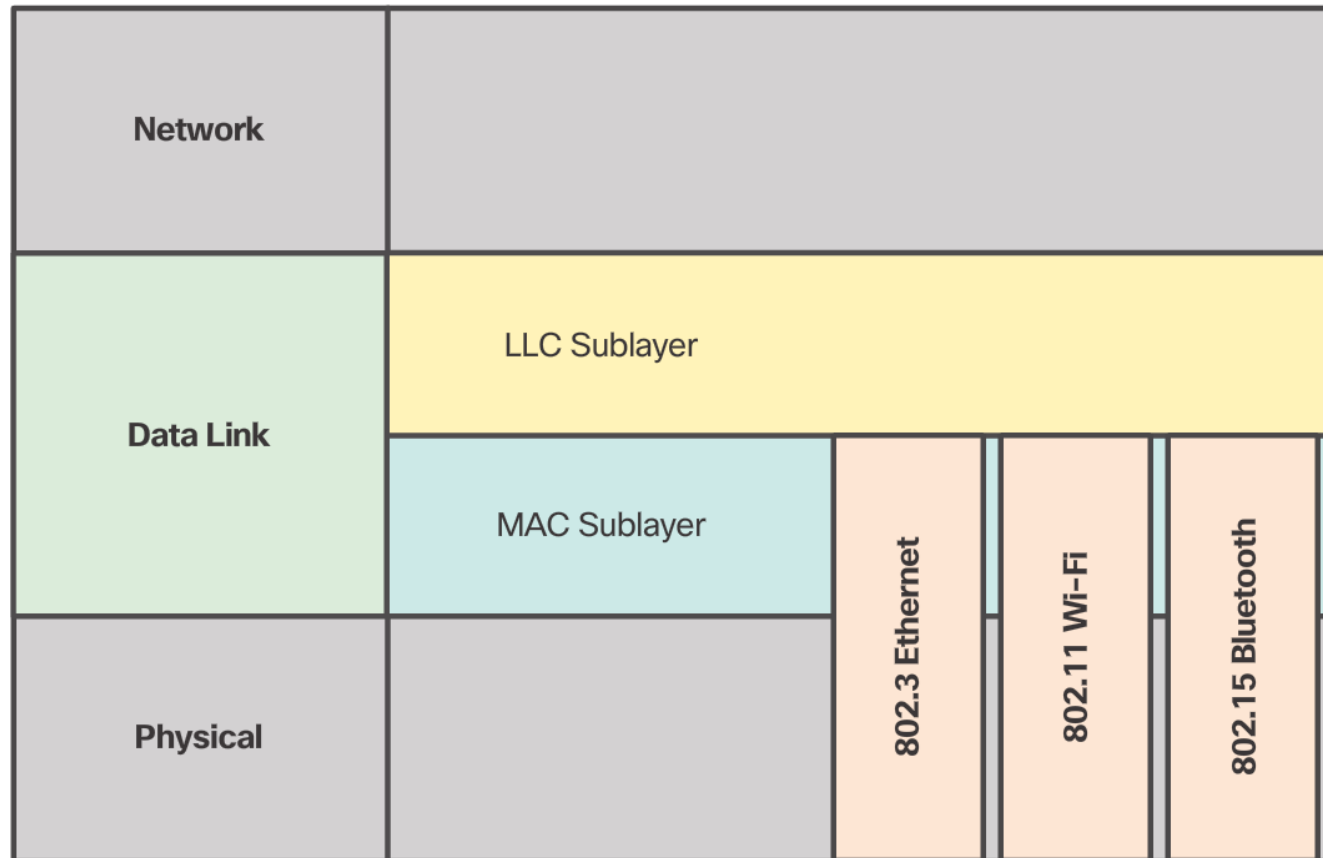 Network
LLC Sublayer
Data Link
MAC Sublayer
802.3 Ethernet
802.11 Wi-Fi
802.15 Bluetooth
Physical